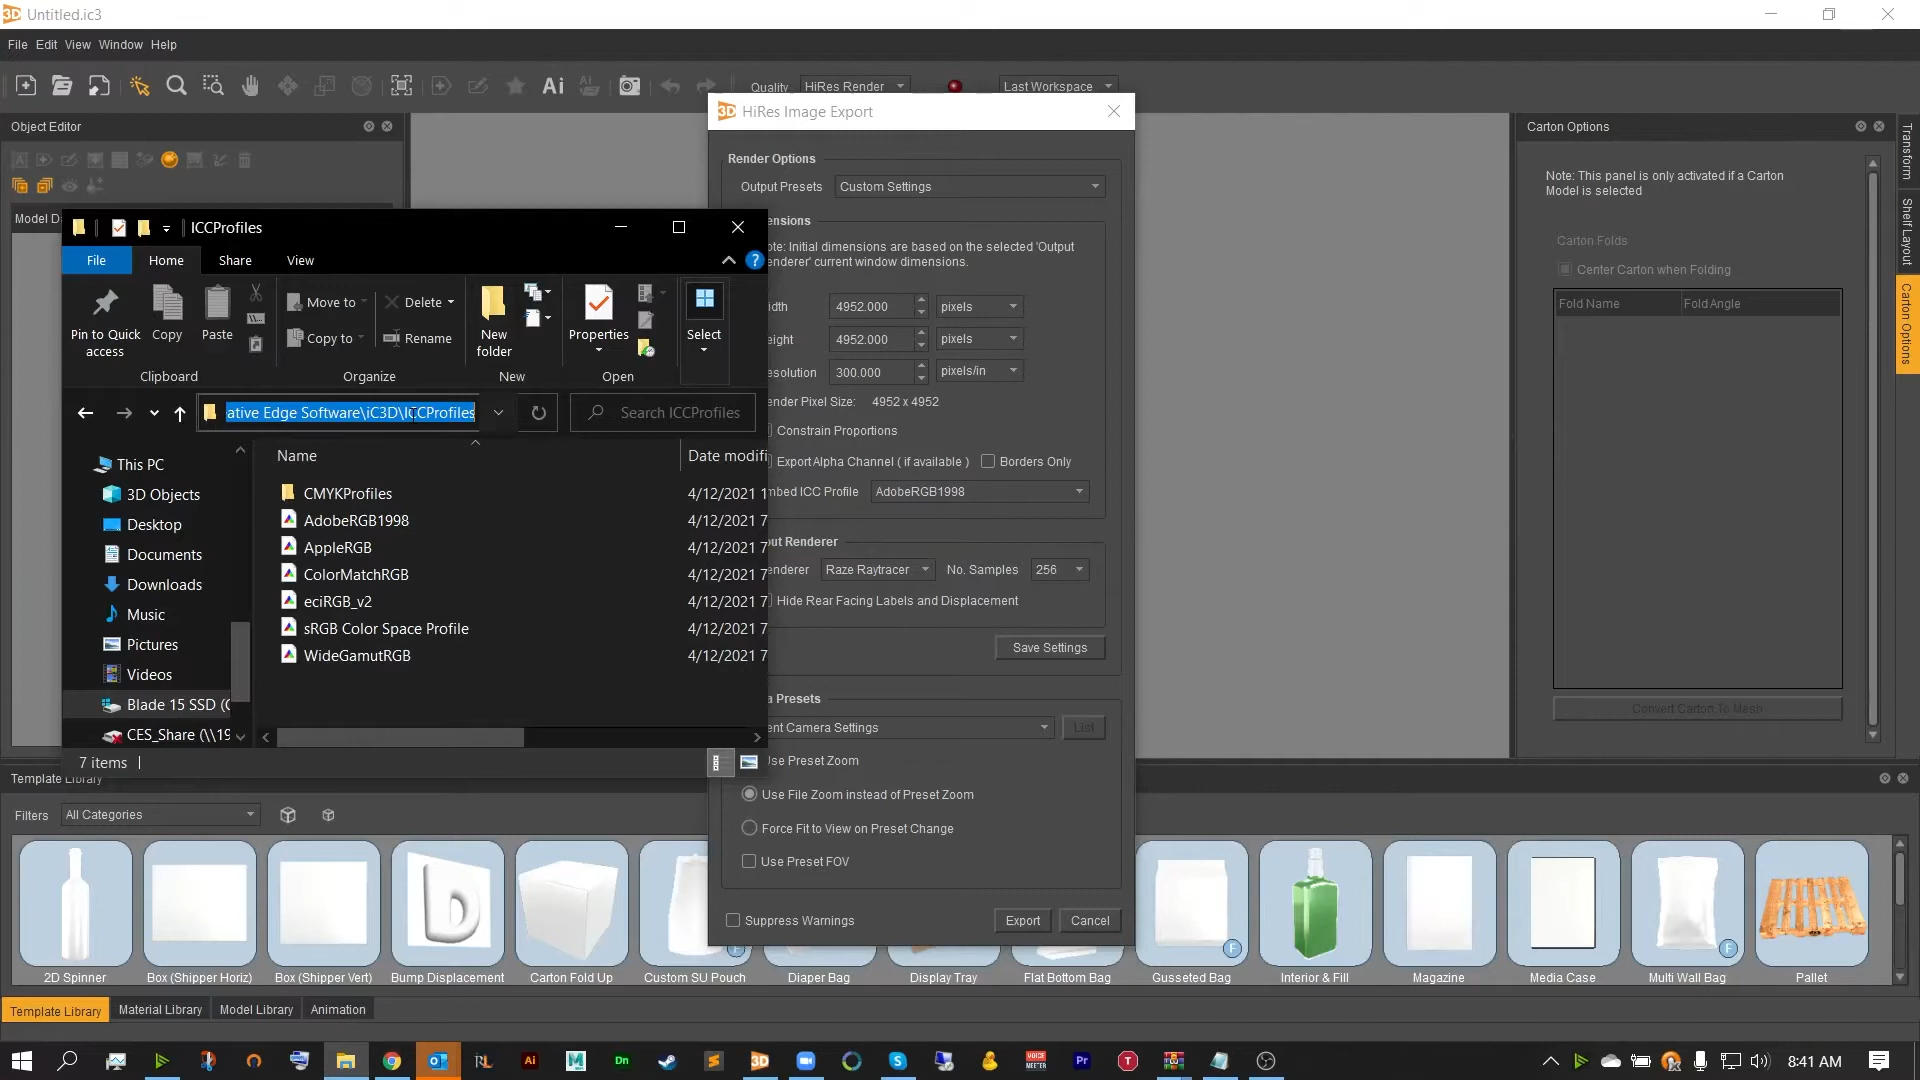 Untitled.ic3
File Edit View Window Help
Ai
Quality HiRes Render
Last Workspace
Object Editor
Model D
HiRes Image Export
Render Options
Output Presets Custom Settings
ensions
ote: Initial dimensions are based on the selected 'Output
enderer' current window dimensions.
idth 4952.000 pixels
eight 4952.000 pixels
esolution 300.000 pixels/in
ender Pixel Size: 4952 x 4952
Constrain Proportions
Export Alpha Channel ( if available ) Borders Only
mbed ICC Profile AdobeRGB1998
put Renderer
enderer Raze Raytracer No. Samples 256
Hide Rear Facing Labels and Displacement
Save Settings
a Presets
ent Camera Settings List
se Preset Zoom
Use File Zoom instead of Preset Zoom
Force Fit to View on Preset Change
Use Preset FOV
Suppress Warnings Export Cancel
ICCProfiles
File Home Share View
Pin to Quick access
Copy
Paste
Clipboard
Move to
Copy to
Delete
Rename
Organize
New folder
New
Properties
Open
Select
ative Edge Software\iC3D\ICCProfiles
Search ICCProfiles
This PC
3D Objects
Desktop
Documents
Downloads
Music
Pictures
Videos
Blade 15 SSD (C
CES_Share (\\19
Name Date modifi
CMYKProfiles 4/12/2021 1
AdobeRGB1998 4/12/2021 7
AppleRGB 4/12/2021 7
ColorMatchRGB 4/12/2021 7
eciRGB_v2 4/12/2021 7
sRGB Color Space Profile 4/12/2021 7
WideGamutRGB 4/12/2021 7
7 items
Carton Options
Note: This panel is only activated if a Carton
Model is selected
Carton Folds
Center Carton when Folding
Fold Name Fold Angle
Convert Carton To Mesh
Transform
Shelf Layout
Carton Options
Template Library
Filters All Categories
2D Spinner
Box (Shipper Horiz)
Box (Shipper Vert)
Bump Displacement
Carton Fold Up
Custom SU Pouch
Diaper Bag
Display Tray
Flat Bottom Bag
Gusseted Bag
Interior & Fill
Magazine
Media Case
Multi Wall Bag
Pallet
Template Library Material Library Model Library Animation
8:41 AM